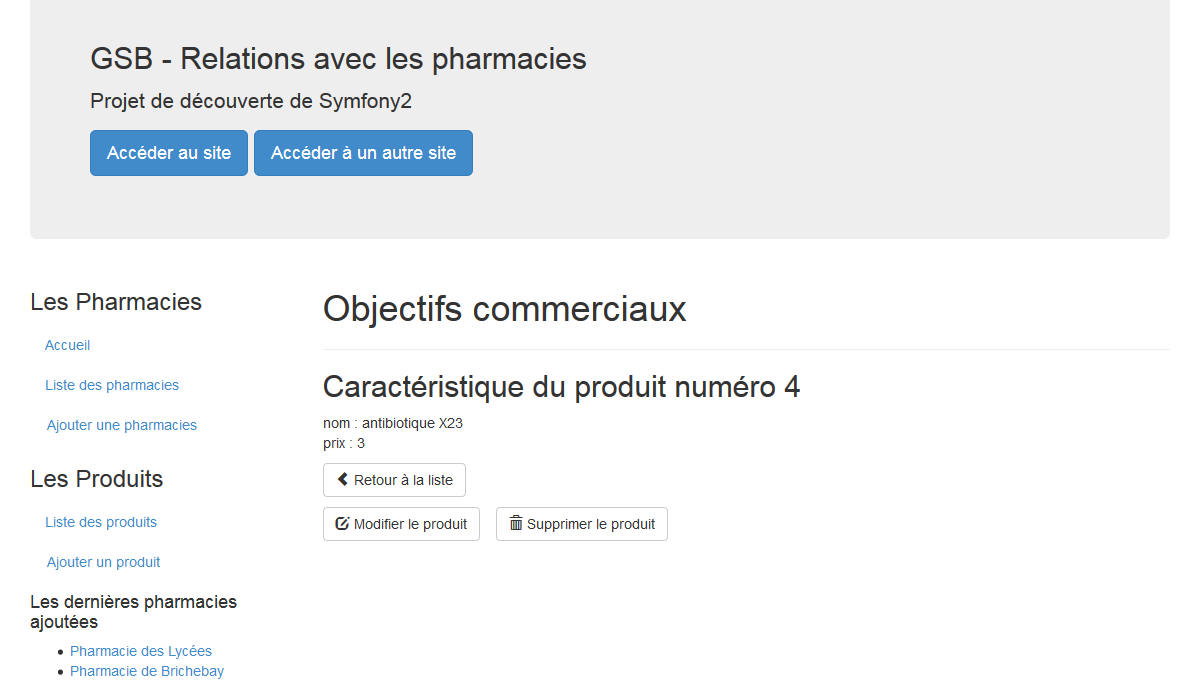 GSB - Relations avec les pharmacies
Projet de découverte de Symfony2
Accéder au site
Accéder à un autre site
Les Pharmacies
Accueil
Liste des pharmacies
Ajouter une pharmacies
Les Produits
Liste des produits
Ajouter un produit
Les dernières pharmacies
ajoutées
Pharmacie des Lycées
Pharmacie de Brichebay
Objectifs commerciaux
Caractéristique du produit numéro 4
nom : antibiotique X23
prix : 3
Retour à la liste
Modifier le produit
Supprimer le produit